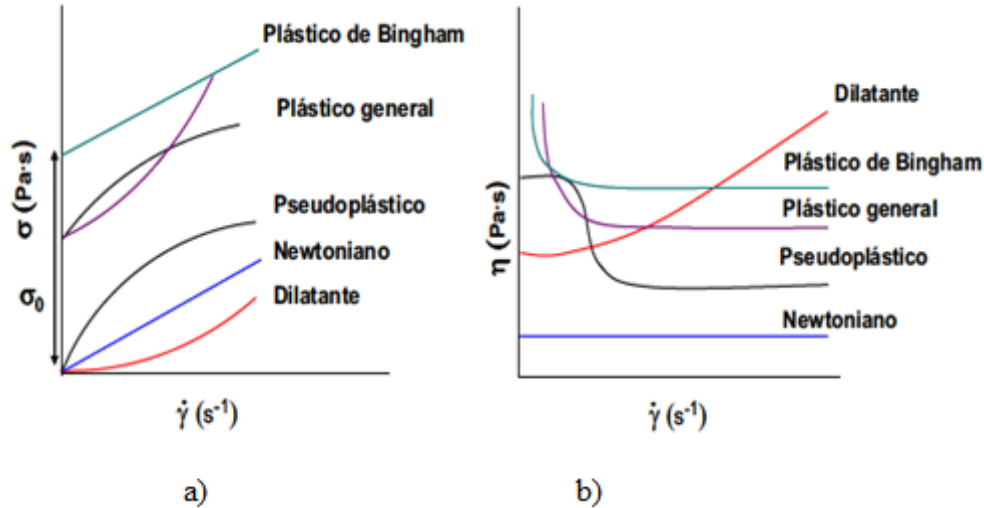 Plástico de Bingham
Plástico general
Pseudoplástico
Newtoniano
Dilatante
σ (Pa·s)
σ0
γ̇ (s-1)
a)
Dilatante
Plástico de Bingham
Plástico general
Pseudoplástico
Newtoniano
η (Pa·s)
γ̇ (s-1)
b)